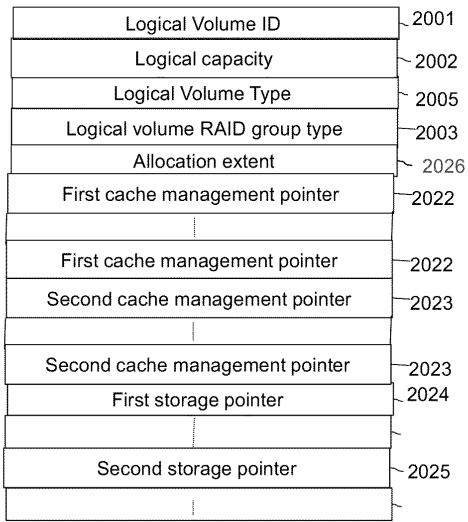 Logical Volume ID 2001
Logical capacity 2002
Logical Volume Type 2005
Logical volume RAID group type 2003
Allocation extent 2026
First cache management pointer 2022
First cache management pointer 2022
Second cache management pointer 2023
Second cache management pointer 2023
First storage pointer 2024
Second storage pointer 2025